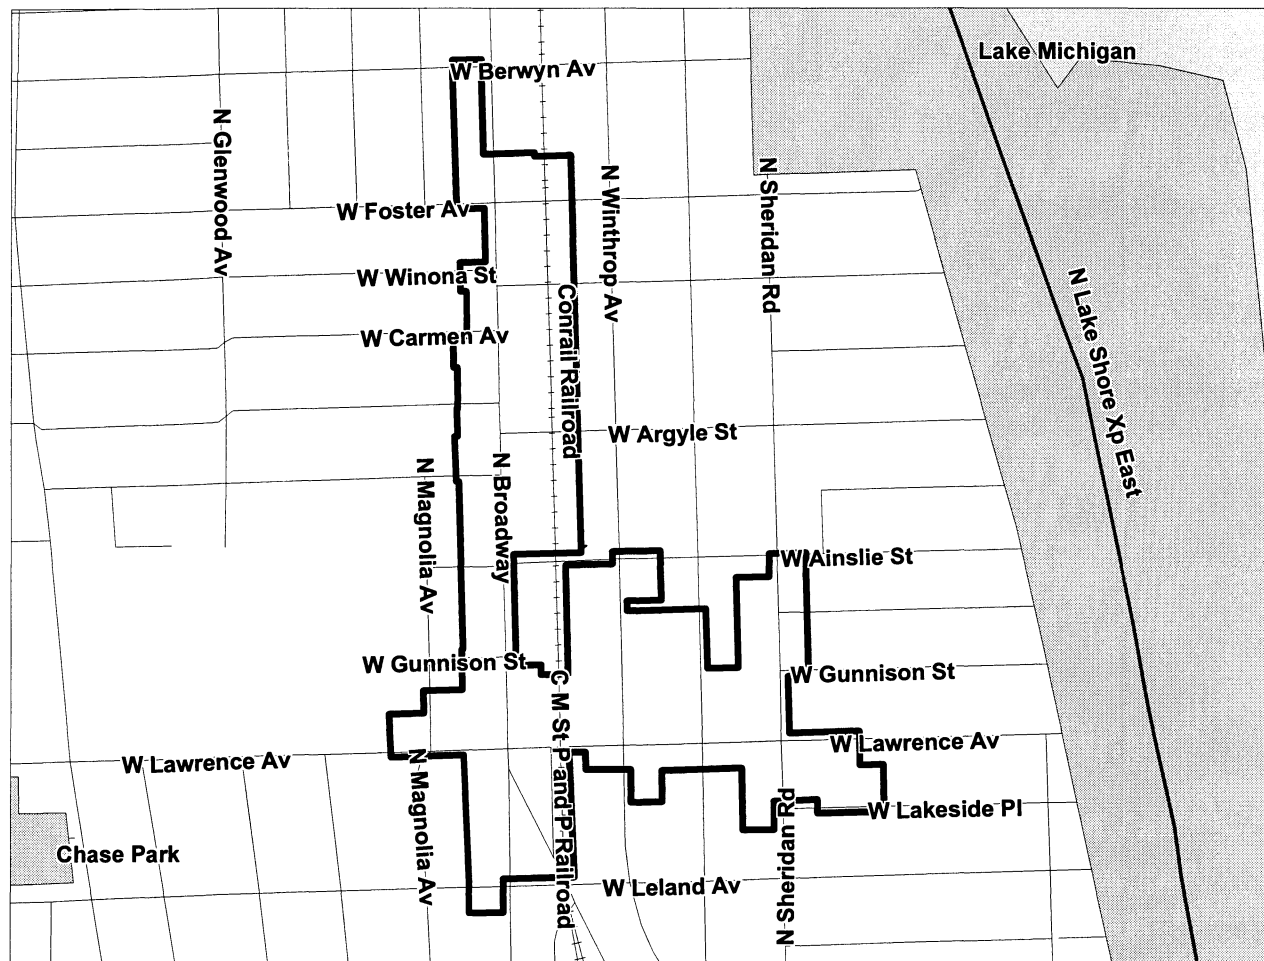 Lake Michigan
W Berwyn Av
N Glenwood Av
N Winthrop Av
N Sheridan Rd
W Foster Av
W Winona St
N Lake Shore Xp East
Conrail Railroad
W Carmen Av
W Argyle St
N Magnolia Av
N Broadway
W Ainslie St
W Gunnison St
W Gunnison St
C M St P and P Railroad
W Lawrence Av
W Lawrence Av
N Magnolia Av
N Sheridan Rd
W Lakeside Pl
Chase Park
W Leland Av